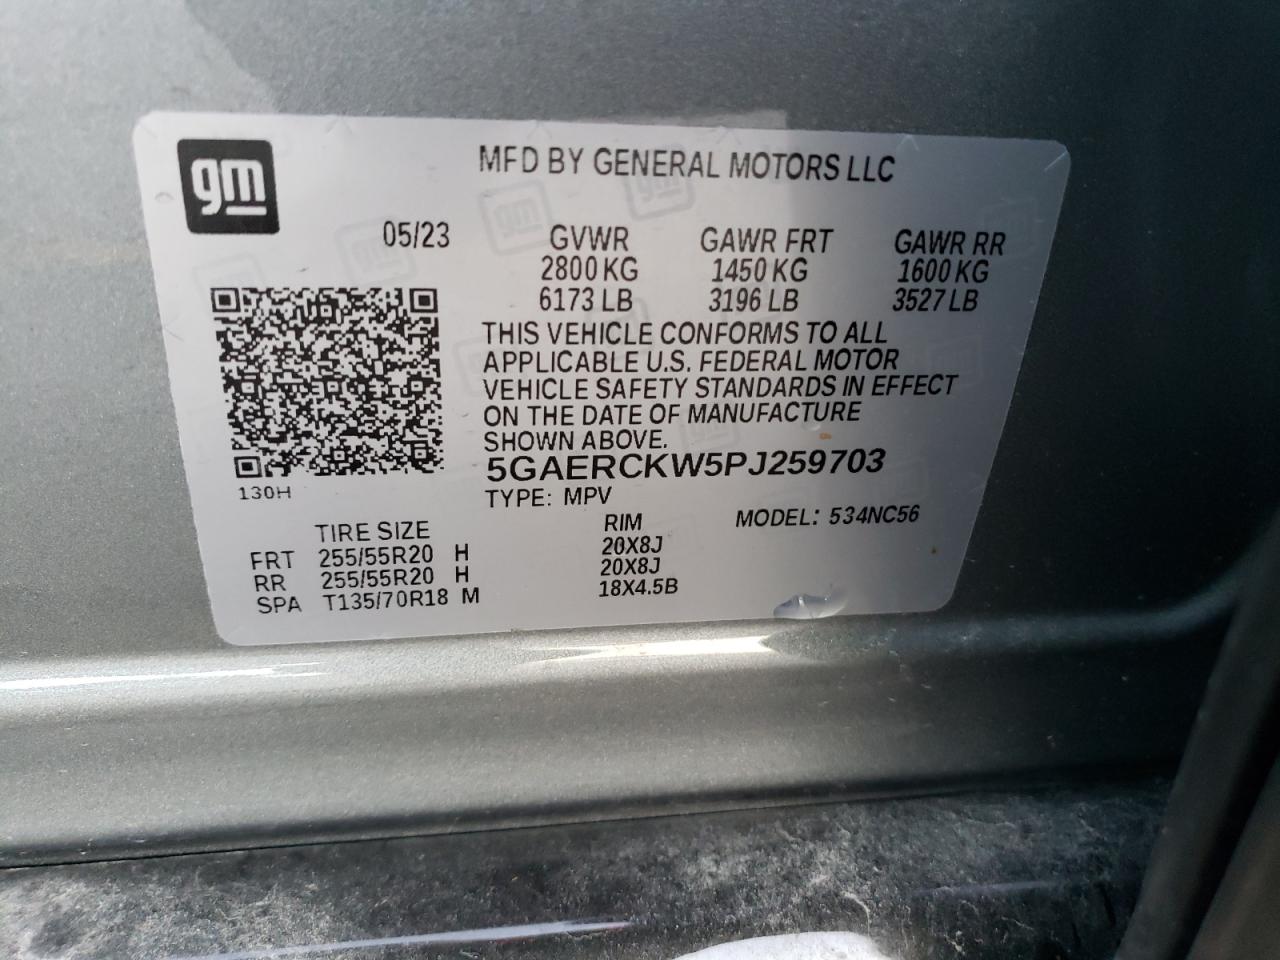 gm
MFD BY GENERAL MOTORS LLC
05/23 GVWR GAWR FRT GAWR RR
2800 KG 1450 KG 1600 KG
6173 LB 3196 LB 3527 LB
THIS VEHICLE CONFORMS TO ALL
APPLICABLE U.S. FEDERAL MOTOR
VEHICLE SAFETY STANDARDS IN EFFECT
ON THE DATE OF MANUFACTURE
SHOWN ABOVE.
5GAERCKW5PJ259703
130H
TYPE: MPV
MODEL: 534NC56
TIRE SIZE RIM
FRT 255/55R20 H 20X8J
RR 255/55R20 H 20X8J
SPA T135/70R18 M 18X4.5B